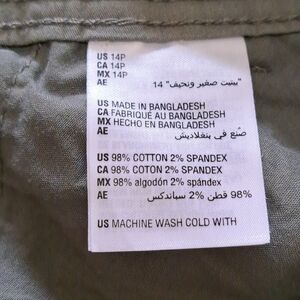 US 14P
CA 14P
MX 14P
AE "بيتيت صغير ونحيف" 14
US MADE IN BANGLADESH
CA FABRIQUÉ AU BANGLADESH
MX HECHO EN BANGLADESH
AE صُنع في بنغلاديش
US 98% COTTON 2% SPANDEX
CA 98% COTON 2% SPANDEX
MX 98% algodón 2% spándex
AE 98% قطن 2% سباندكس
US MACHINE WASH COLD WITH